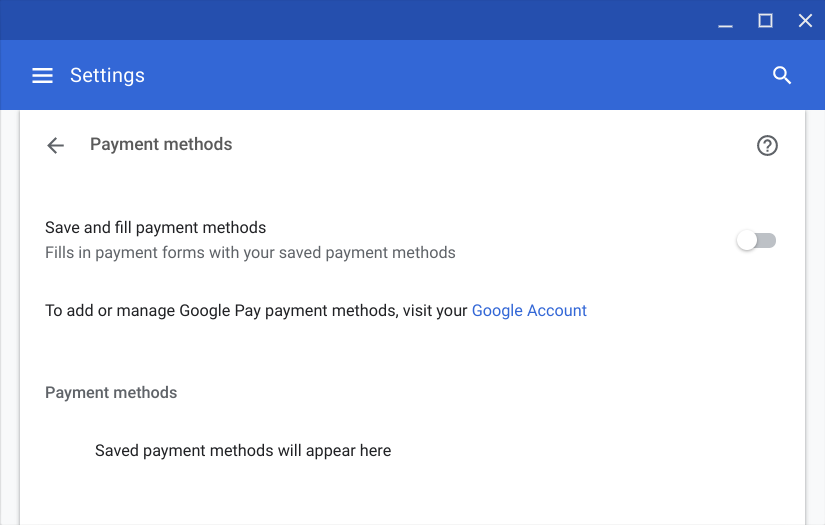 Settings
Payment methods
Save and fill payment methods
Fills in payment forms with your saved payment methods
To add or manage Google Pay payment methods, visit your Google Account
Payment methods
Saved payment methods will appear here